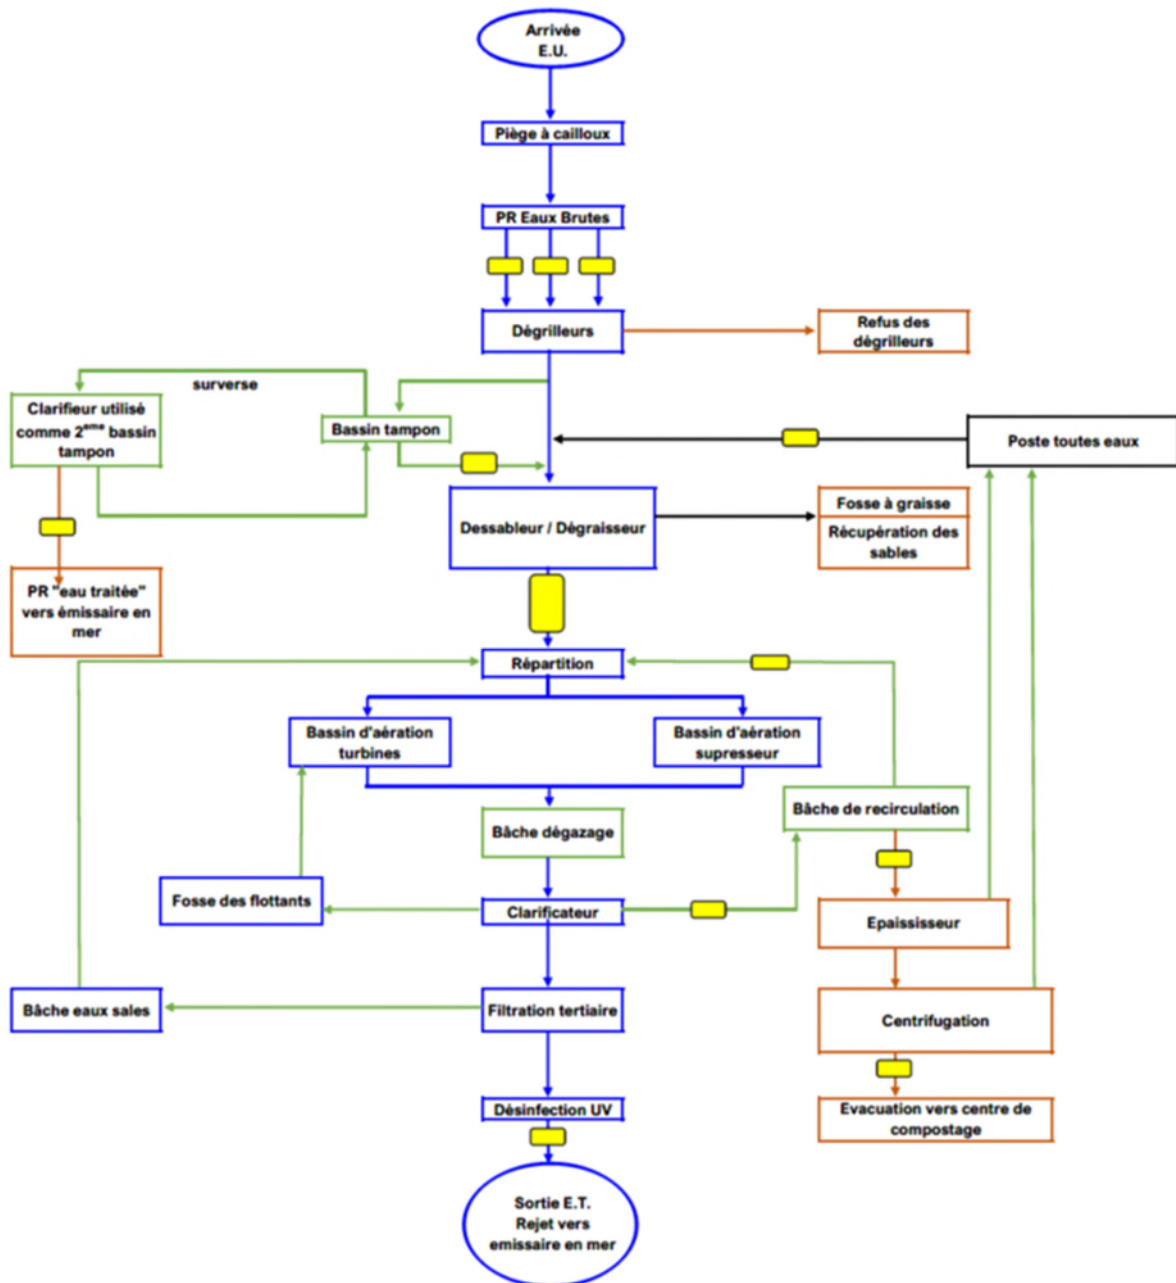 Arrivée
E.U.
Piège à cailloux
PR Eaux Brutes
Dégrilleurs
Refus des
dégrilleurs
surverse
Clarifieur utilisé
comme 2eme bassin
tampon
Bassin tampon
Poste toutes eaux
Dessableur / Dégraisseur
Fosse à graisse
Récupération des
sables
PR "eau traitée"
vers émissaire en
mer
Répartition
Bassin d'aération
turbines
Bassin d'aération
supresseur
Bâche de recirculation
Bâche dégazage
Fosse des flottants
Clarificateur
Epaississeur
Bâche eaux sales
Filtration tertiaire
Centrifugation
Désinfection UV
Evacuation vers centre de
compostage
Sortie E.T.
Rejet vers
emissaire en mer